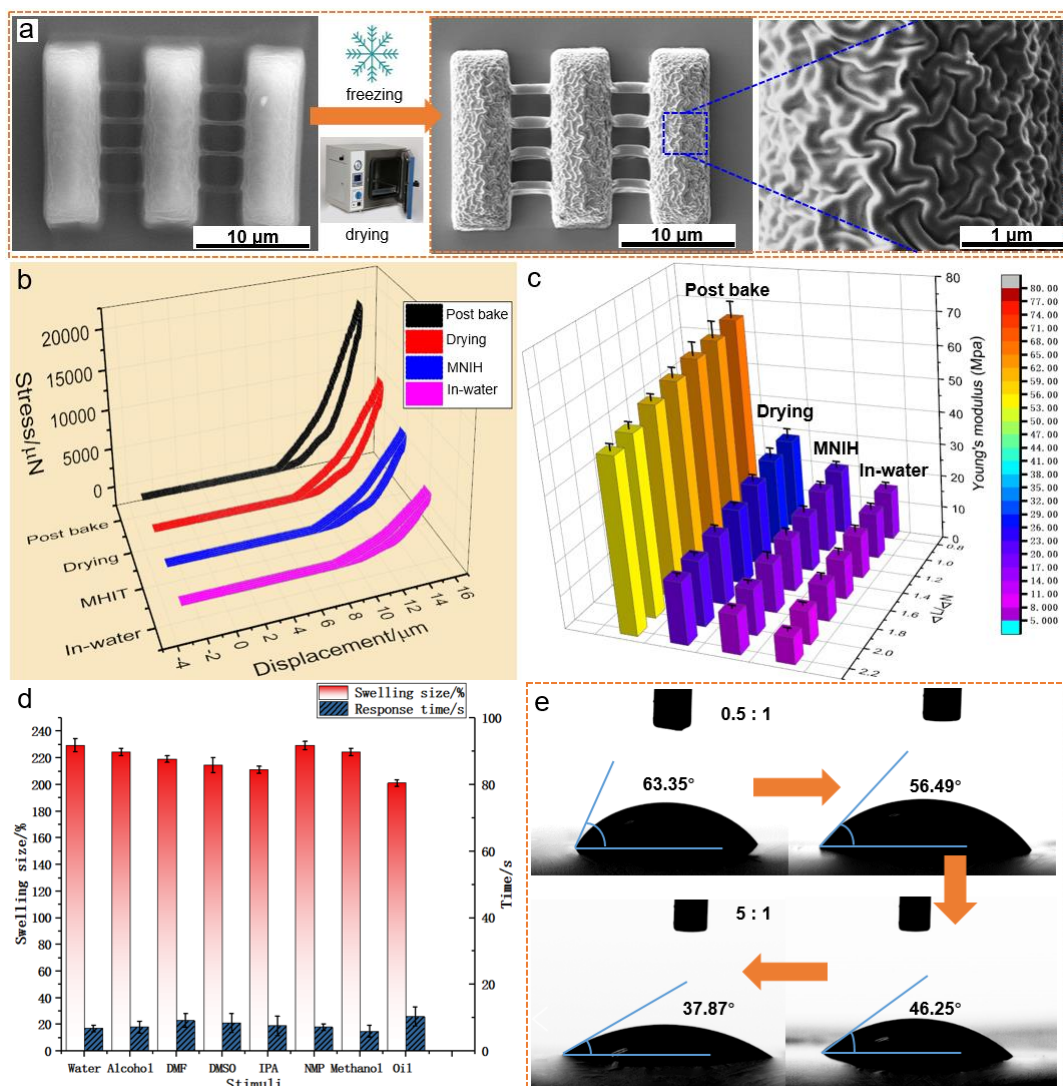 a
freezing
drying
10 μm
10 μm
1 μm
b
Post bake
Drying
MNIH
In-water
Stress/μN
20000
15000
10000
5000
0
Post bake
Drying
MHIT
In-water
-4
-2
0
2
4
6
8
10
12
14
16
Displacement/μm
c
Post bake
Drying
MNIH
In-water
Young's modulus (Mpa)
80
70
60
50
40
30
20
10
0
0.8
1.0
1.2
1.4
1.6
1.8
2.0
2.2
80.00
77.00
74.00
71.00
68.00
65.00
62.00
59.00
56.00
53.00
50.00
47.00
44.00
41.00
38.00
35.00
32.00
29.00
26.00
23.00
20.00
17.00
14.00
11.00
8.000
5.000
d
Swelling size/%
Response time/s
Swelling size/%
240
220
200
180
160
140
120
100
80
60
40
20
0
100
80
60
40
20
0
Time/s
Water Alcohol DMF DMSO IPA NMP Methanol Oil
Stimuli
e
0.5 : 1
63.35°
56.49°
5 : 1
37.87°
46.25°